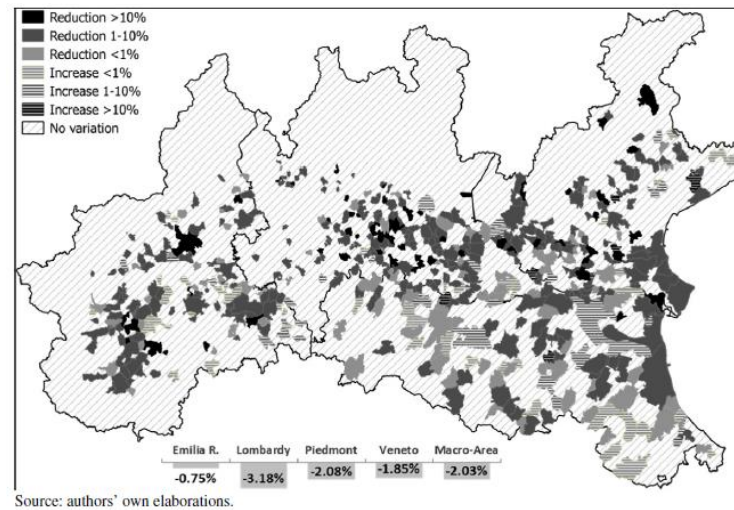 Reduction >10%
Reduction 1-10%
Reduction <1%
Increase <1%
Increase 1-10%
Increase >10%
No variation
Emilia R. Lombardy Piedmont Veneto Macro-Area
-0.75% -3.18% -2.08% -1.85% -2.03%
Source: authors' own elaborations.